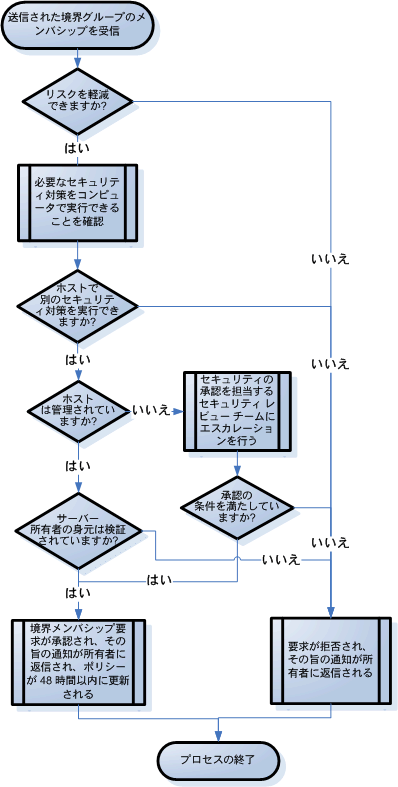 送信された境界グループのメ
ンバシップを受信
リスクを軽減
できますか?
はい
必要なセキュリテ
ィ対策をコンピュ
ータで実行できる
ことを確認
いいえ
ホストで
別のセキュリテ
ィ対策を実行でき
ますか?
はい
いいえ
ホスト
は管理されてい
ますか?
いいえ
セキュリティの
承認を担当する
セキュリティ レ
ビュー チームに
エスカレーショ
ンを行う
はい
承認の
条件を満たしてい
ますか?
サーバー
所有者の身元は検証
されていますか?
いいえ
いいえ
はい
はい
境界メンバシップ要
求が承認され、その
旨の通知が所有者に
返信され、ポリシー
が 48 時間以内に更新
される
要求が拒否され、
その旨の通知が所
有者に返信される
プロセスの終了